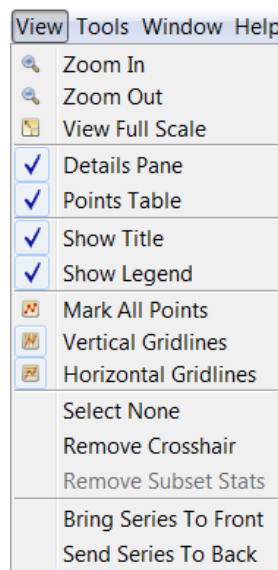 View Tools Window Help
Zoom In
Zoom Out
View Full Scale
Details Pane
Points Table
Show Title
Show Legend
Mark All Points
Vertical Gridlines
Horizontal Gridlines
Select None
Remove Crosshair
Remove Subset Stats
Bring Series To Front
Send Series To Back